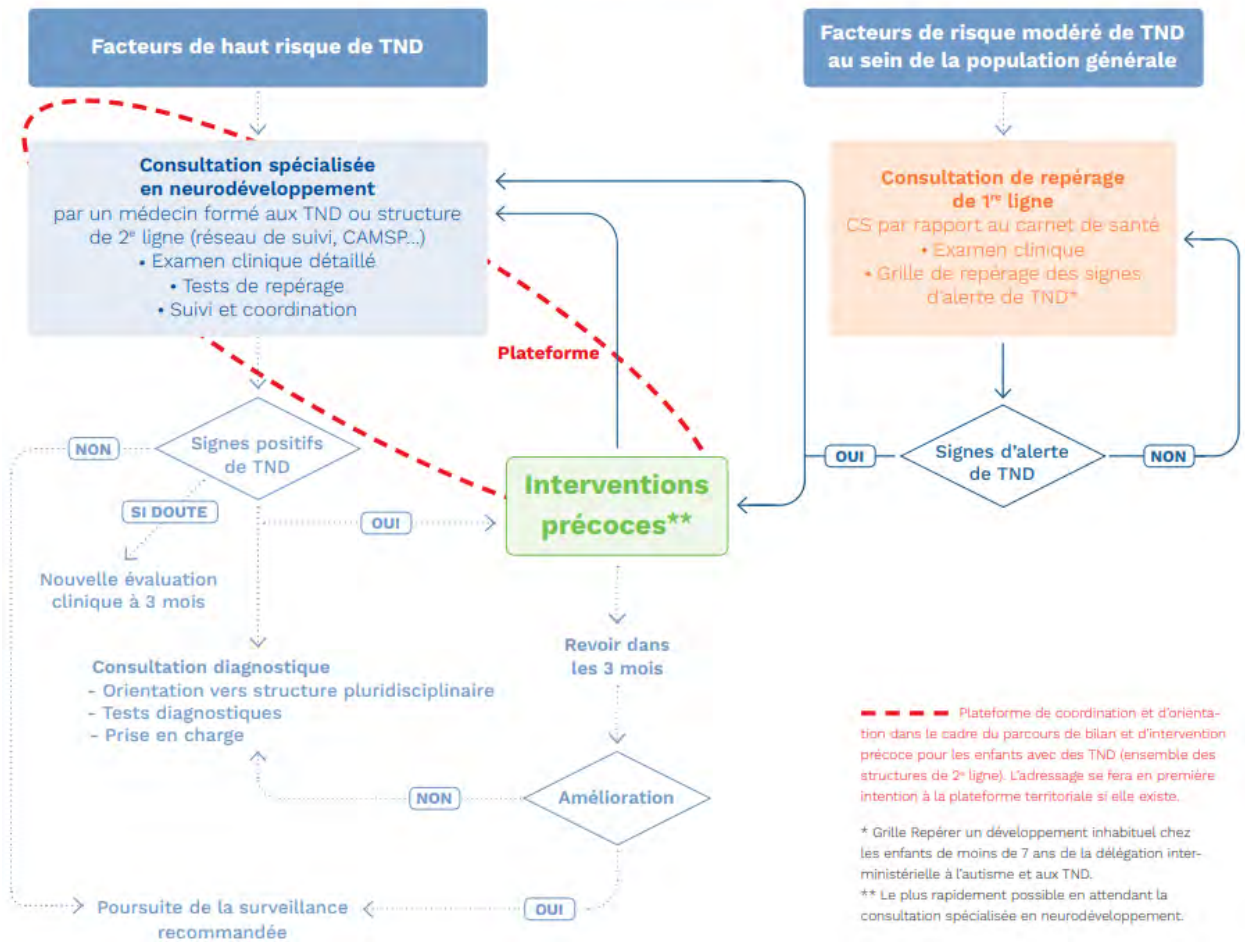 Facteurs de haut risque de TND
Facteurs de risque modéré de TND
au sein de la population générale
Consultation spécialisée
en neurodéveloppement
par un médecin formé aux TND ou structure
de 2e ligne (réseau de suivi, CAMSP...)
• Examen clinique détaillé
• Tests de repérage
• Suivi et coordination
Consultation de repérage
de 1re ligne
CS par rapport au carnet de santé
• Examen clinique
• Grille de repérage des signes
d'alerte de TND*
Plateforme
Signes positifs
de TND
NON
SI DOUTE
OUI
Nouvelle évaluation
clinique à 3 mois
Interventions
précoces**
OUI
Signes d'alerte
de TND
NON
Consultation diagnostique
- Orientation vers structure pluridisciplinaire
- Tests diagnostiques
- Prise en charge
Revoir dans
les 3 mois
NON
Amélioration
OUI
Poursuite de la surveillance
recommandée
Plateforme de coordination et d'orienta-
tion dans le cadre du parcours de bilan et d'intervention
précoce pour les enfants avec des TND (ensemble des
structures de 2e ligne). L'adressage se fera en première
intention à la plateforme territoriale si elle existe.
* Grille Repérer un développement inhabituel chez
les enfants de moins de 7 ans de la délégation inter-
ministérielle à l'autisme et aux TND.
** Le plus rapidement possible en attendant la
consultation spécialisée en neurodéveloppement.